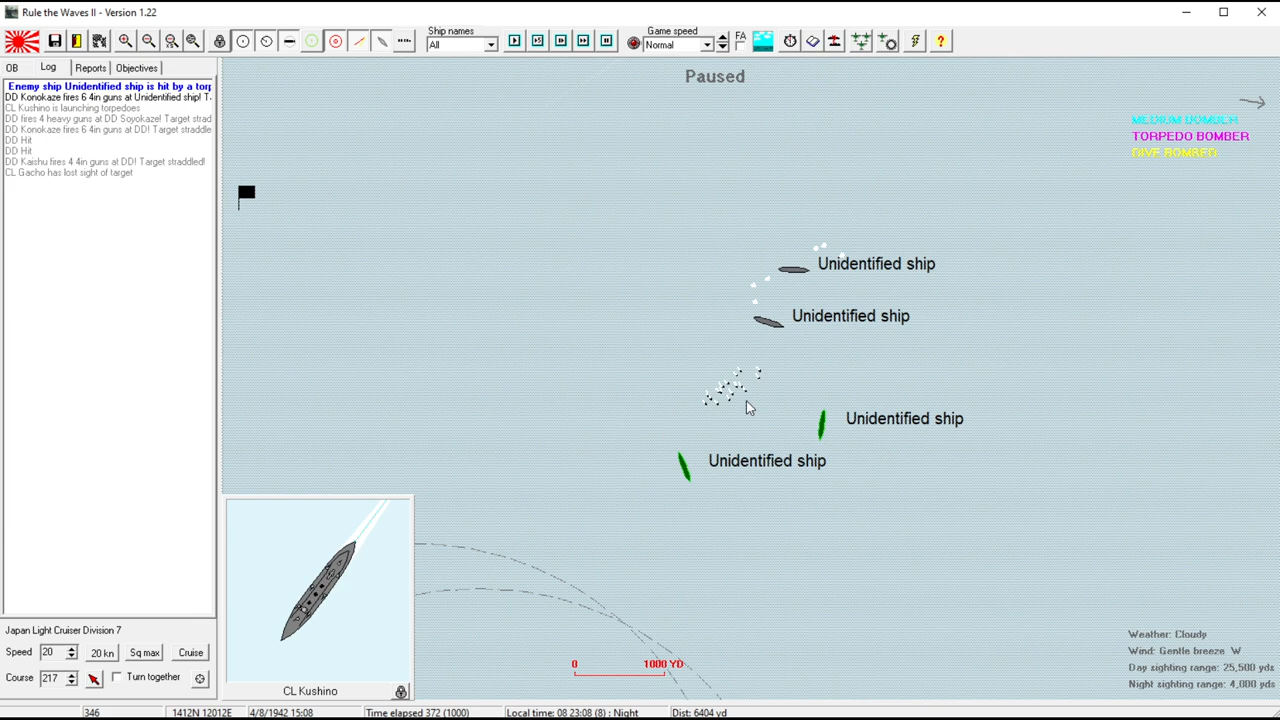 Rule the Waves II - Version 1.22
Ship names
All
Game speed
Normal
FA
OB Log Reports Objectives
Enemy ship Unidentified ship is hit by a torp
DD Konokaze fires 6 4in guns at Unidentified ship! T
CL Kushino is launching torpedoes
DD fires 4 heavy guns at DD Soyokaze! Target strad
DD Konokaze fires 6 4in guns at DD! Target straddle
DD Hit
DD Hit
DD Kaishu fires 4 4in guns at DD! Target straddled!
CL Gacho has lost sight of target
Paused
MEDIUM BOMBER
TORPEDO BOMBER
DIVE BOMBER
Unidentified ship
Unidentified ship
Unidentified ship
Unidentified ship
CL Kushino
0 1000 YD
Weather: Cloudy
Wind: Gentle breeze W
Day sighting range: 25,500 yds
Night sighting range: 4,000 yds
Japan Light Cruiser Division 7
Speed 20 20 kn Sq max Cruise
Course 217 Turn together
346 1412N 12012E 4/8/1942 15:08 Time elapsed 372 (1000) Local time: 08 23:08 (8) : Night Dist: 6404 yd